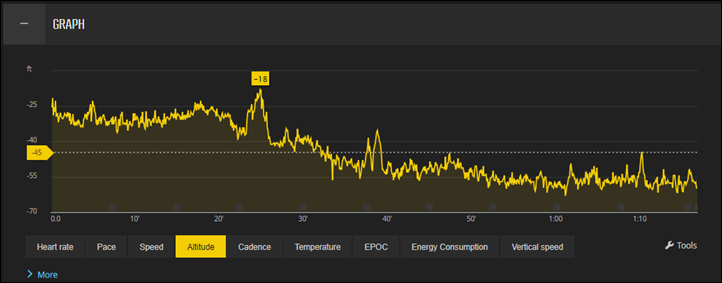 − GRAPH
ft
-18
-25
-40
-45
-55
-70
0.0 10' 20' 30' 40' 50' 1:00 1:10
Heart rate Pace Speed Altitude Cadence Temperature EPOC Energy Consumption Vertical speed Tools
> More